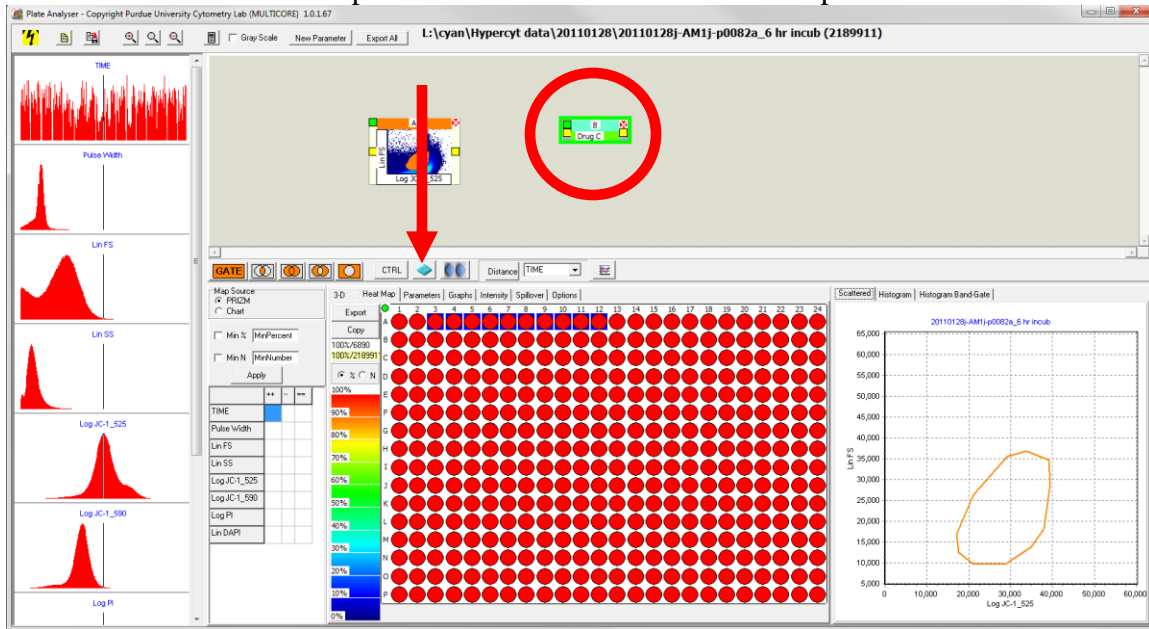 Plate Analyser - Copyright Purdue University Cytometry Lab (MULTICORE) 1.0.1.67
Gray Scale New Parameter Export All L:\cyan\Hypercyt data\20110128\20110128j-AM1j-p0082a_6 hr incub (2189911)
TIME
Pulse Width
Lin FS
Lin SS
Log JC-1_525
Log JC-1_590
Log PI
Lin FS
B
Drug C
GATE CTRL Distance TIME
Map Source
PRIZM
Chart
Min % MinPercent
Min N MinNumber
Apply
++ - ==
TIME
Pulse Width
Lin FS
Lin SS
Log JC-1_525
Log JC-1_590
Log PI
Lin DAPI
3-D Heat Map Parameters Graphs Intensity Spillover Options
Export
Copy
100%/6890
% N
100%
90%
80%
70%
60%
50%
40%
30%
20%
10%
0%
1 2 3 4 5 6 7 8 9 10 11 12 13 14 15 16 17 18 19 20 21 22 23 24
A
B
C
D
E
F
G
H
I
J
K
L
M
N
O
P
Scattered Histogram Histogram Band-Gate
20110128j-AM1j-p0082a_6 hr incub
65,000
60,000
55,000
50,000
45,000
40,000
35,000
30,000
25,000
20,000
15,000
10,000
5,000
Lin FS
0 10,000 20,000 30,000 40,000 50,000 60,000
Log JC-1_525